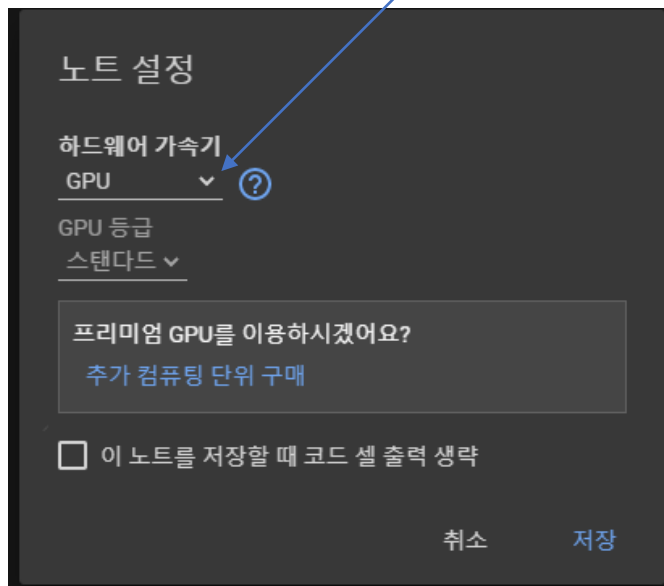 노트 설정
하드웨어 가속기
GPU
GPU 등급
스탠다드
프리미엄 GPU를 이용하시겠어요?
추가 컴퓨팅 단위 구매
이 노트를 저장할 때 코드 셀 출력 생략
취소 저장